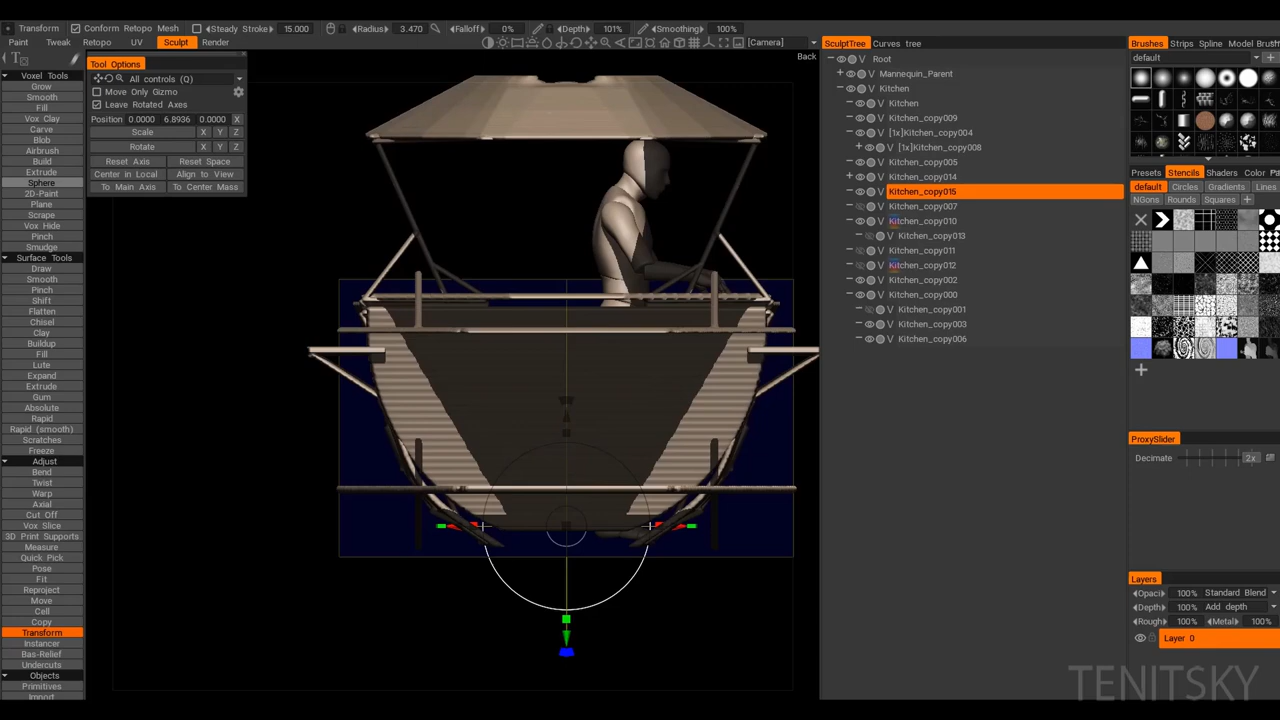 Transform Conform Retopo Mesh Steady Stroke 15.000 Radius 3.470 Falloff 0% Depth 101% Smoothing 100%
Paint Tweak Retopo UV Sculpt Render [Camera]
SculptTree Curves tree
Brushes Strips Spline Model Brush
Back
default
Tool Options
All controls (Q)
Move Only Gizmo
Leave Rotated Axes
Position 0.0000 6.8936 0.0000 X
Scale X Y Z
Rotate X Y Z
Reset Axis Reset Space
Center in Local Align to View
To Main Axis To Center Mass
Voxel Tools
Grow
Smooth
Fill
Vox Clay
Carve
Blob
Airbrush
Build
Extrude
Sphere
2D-Paint
Plane
Scrape
Vox Hide
Pinch
Smudge
Surface Tools
Draw
Smooth
Pinch
Shift
Flatten
Chisel
Clay
Buildup
Fill
Lute
Expand
Extrude
Gum
Absolute
Rapid
Rapid (smooth)
Scratches
Freeze
Adjust
Bend
Twist
Warp
Axial
Cut Off
Vox Slice
3D Print Supports
Measure
Quick Pick
Pose
Fit
Reproject
Move
Cell
Copy
Transform
Instancer
Bas-Relief
Undercuts
Objects
Primitives
Import
Root
V Mannequin_Parent
V Kitchen
V Kitchen
V Kitchen_copy009
V [1x]Kitchen_copy004
V [1x]Kitchen_copy008
V Kitchen_copy005
V Kitchen_copy014
V Kitchen_copy015
V Kitchen_copy007
V Kitchen_copy010
V Kitchen_copy013
V Kitchen_copy011
V Kitchen_copy012
V Kitchen_copy002
V Kitchen_copy000
V Kitchen_copy001
V Kitchen_copy003
V Kitchen_copy006
Presets Stencils Shaders Color
default Circles Gradients Lines
NGons Rounds Squares
ProxySlider
Decimate 2x
Layers
Opaci 100% Standard Blend
Depth 100% Add depth
Rough 100% Metal 100%
Layer 0
TENITSKY